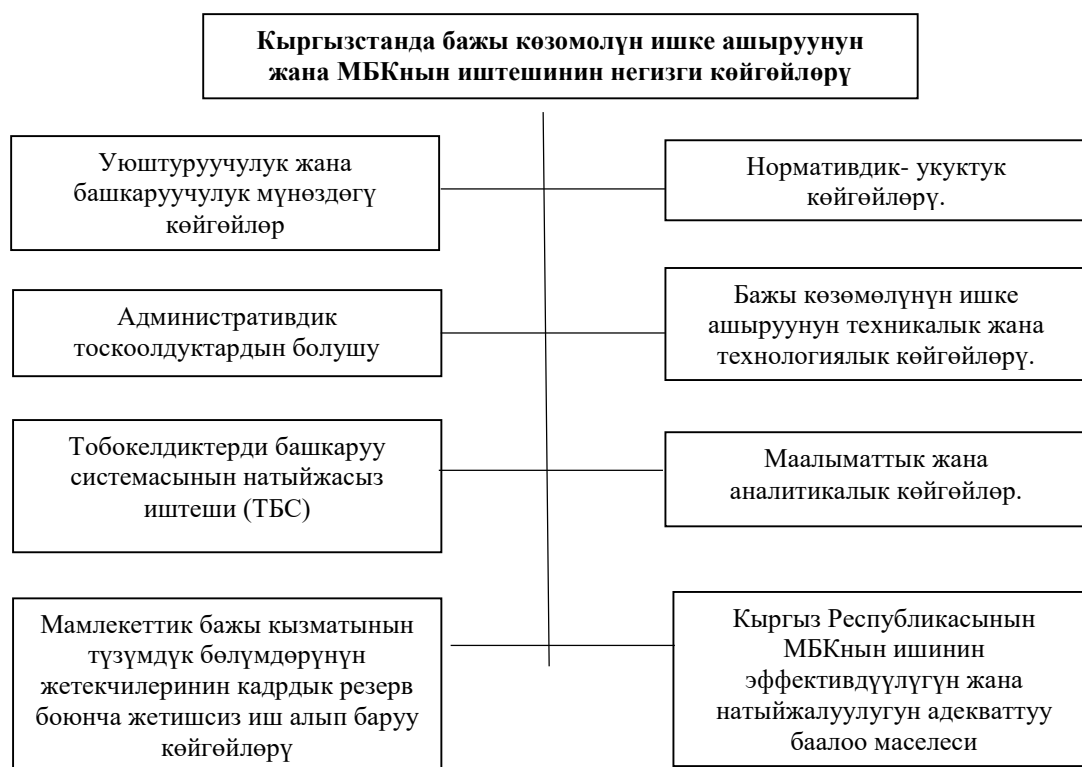 Кыргызстанда бажы көзомолүн ишке ашыруунун
жана МБКнын иштешинин негизги көйгөйлөрү
Уюштуруучулук жана
башкаруучулук мүнөздөгү
көйгөйлөр
Нормативдик- укуктук
көйгөйлөрү.
Административдик
тоскоолдуктардын болушу
Бажы көзөмөлүнүн ишке
ашыруунун техникалык жана
технологиялык көйгөйлөрү.
Тобокелдиктерди башкаруу
системасынын натыйжасыз
иштеши (ТБС)
Маалыматтык жана
аналитикалык көйгөйлөр.
Мамлекеттик бажы кызматынын
түзүмдүк бөлүмдөрүнүн
жетекчилеринин кадрдык резерв
боюнча жетишсиз иш алып баруу
көйгөйлөрү
Кыргыз Республикасынын
МБКнын ишинин
эффективдүүлүгүн жана
натыйжалуулугун адекваттуу
баалоо маселеси